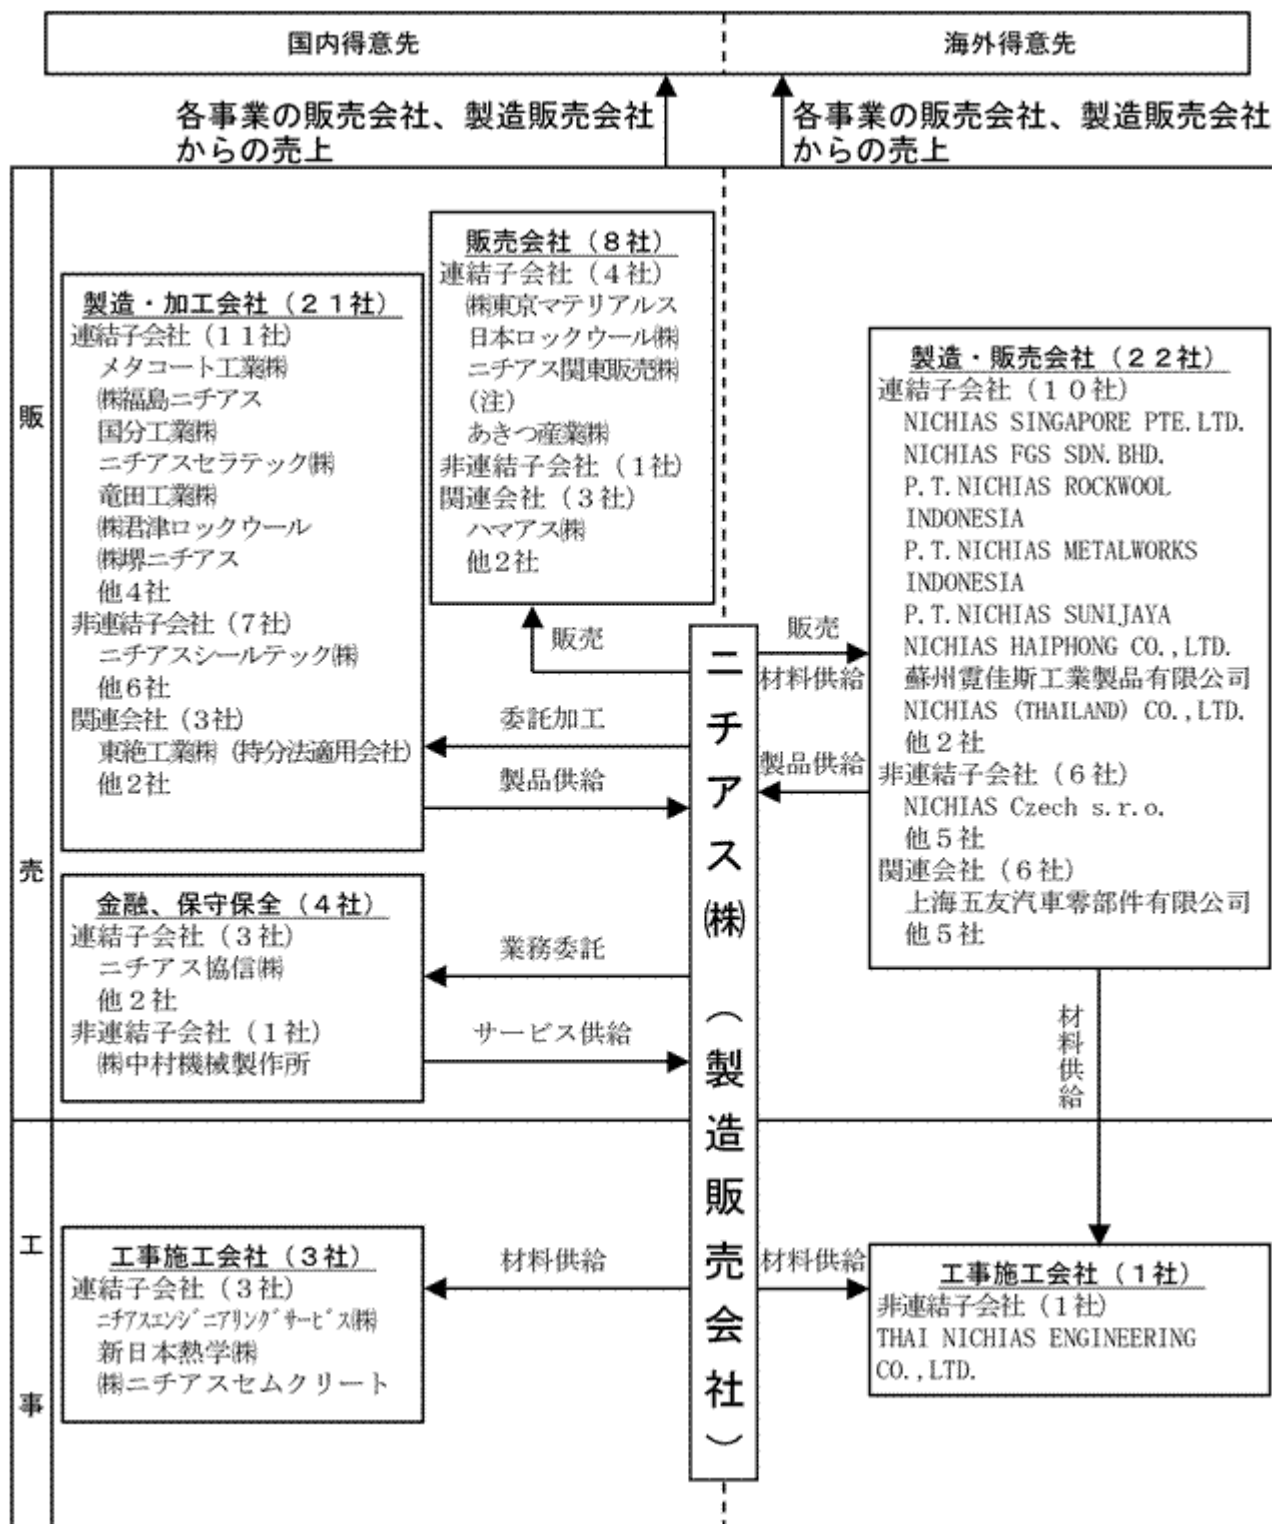 国内得意先
海外得意先
各事業の販売会社、製造販売会社
からの売上
各事業の販売会社、製造販売会社
からの売上
販売
製造・加工会社（２１社）
連結子会社（１１社）
メタコート工業㈱
㈱福島ニチアス
国分工業㈱
ニチアスセラテック㈱
竜田工業㈱
㈱君津ロックウール
㈱堺ニチアス
他４社
非連結子会社（７社）
ニチアスシールテック㈱
他６社
関連会社（３社）
東絶工業㈱（持分法適用会社）
他２社
販売会社（８社）
連結子会社（４社）
㈱東京マテリアルス
日本ロックウール㈱
ニチアス関東販売㈱
（注）
あきつ産業㈱
非連結子会社（１社）
関連会社（３社）
ハマアス㈱
他２社
販売
委託加工
製品供給
金融、保守保全（４社）
連結子会社（３社）
ニチアス協信㈱
他２社
非連結子会社（１社）
㈱中村機械製作所
業務委託
サービス供給
ニチアス㈱（製造販売会社）
販売
材料供給
製品供給
製造・販売会社（２２社）
連結子会社（１０社）
NICHIAS SINGAPORE PTE.LTD.
NICHIAS FGS SDN.BHD.
P.T.NICHIAS ROCKWOOL
INDONESIA
P.T.NICHIAS METALWORKS
INDONESIA
P.T.NICHIAS SUNIJAYA
NICHIAS HAIPHONG CO.,LTD.
蘇州霓佳斯工業製品有限公司
NICHIAS (THAILAND) CO.,LTD.
他２社
非連結子会社（６社）
NICHIAS Czech s.r.o.
他５社
関連会社（６社）
上海五友汽車零部件有限公司
他５社
材料供給
工事
工事施工会社（３社）
連結子会社（３社）
ﾆﾁｱｽｴﾝｼﾞﾆｱﾘﾝｸﾞｻｰﾋﾞｽ㈱
新日本熱学㈱
㈱ニチアスセムクリート
材料供給
材料供給
工事施工会社（１社）
非連結子会社（１社）
THAI NICHIAS ENGINEERING
CO.,LTD.